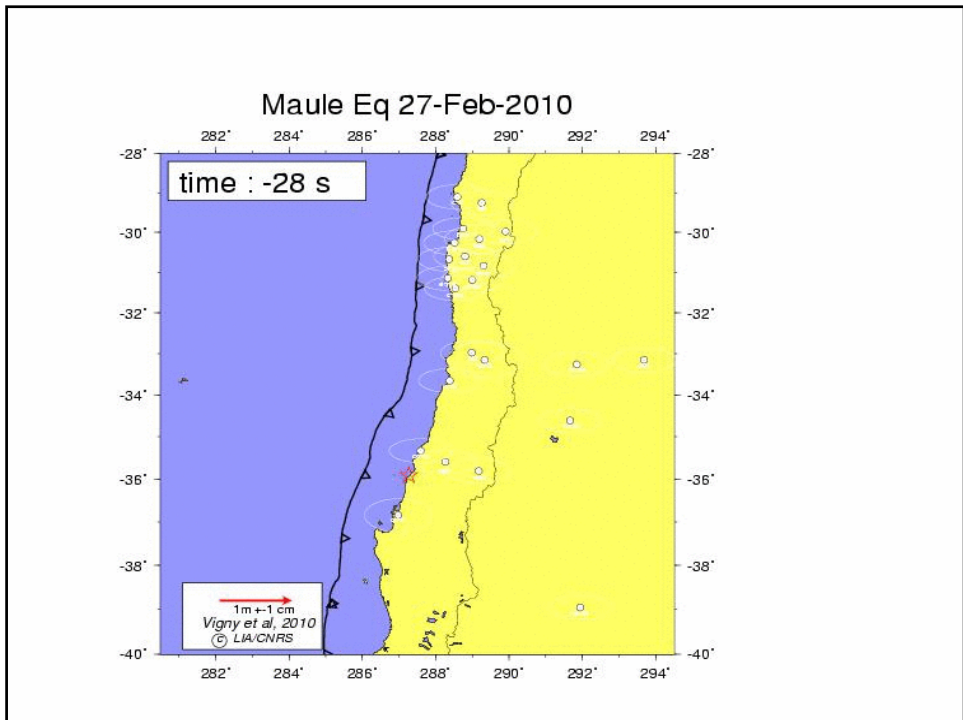 Maule Eq 27-Feb-2010
282° 284° 286° 288° 290° 292° 294°
time : -28 s
-28° -28°
-30° -30°
-32° -32°
-34° -34°
-36° -36°
-38° -38°
-40° -40°
1m +-1 cm
Vigny et al, 2010
© LIA/CNRS
282° 284° 286° 288° 290° 292° 294°